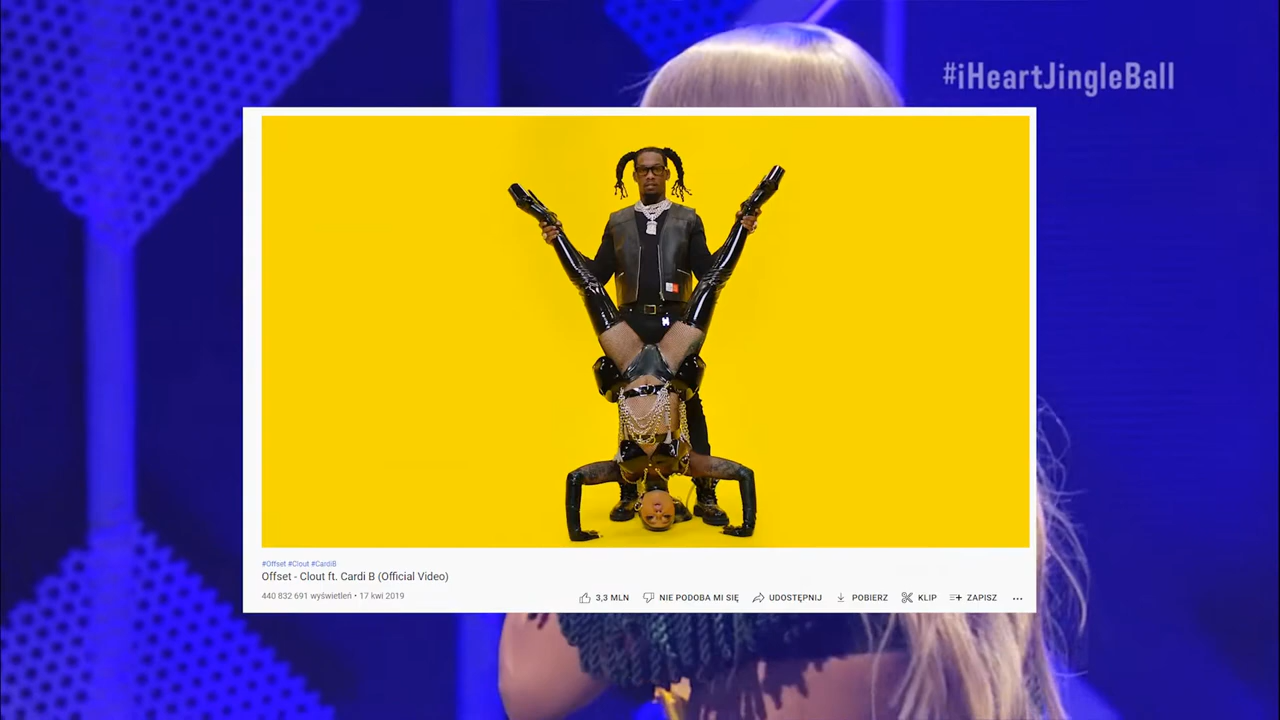 #iHeartJingleBall
#Offset #Clout #CardiB
Offset - Clout ft. Cardi B (Official Video)
440 832 691 wyświetleń • 17 kwi 2019
3,3 MLN NIE PODOBA MI SIĘ UDOSTĘPNIJ POBIERZ KLIP ZAPISZ ...